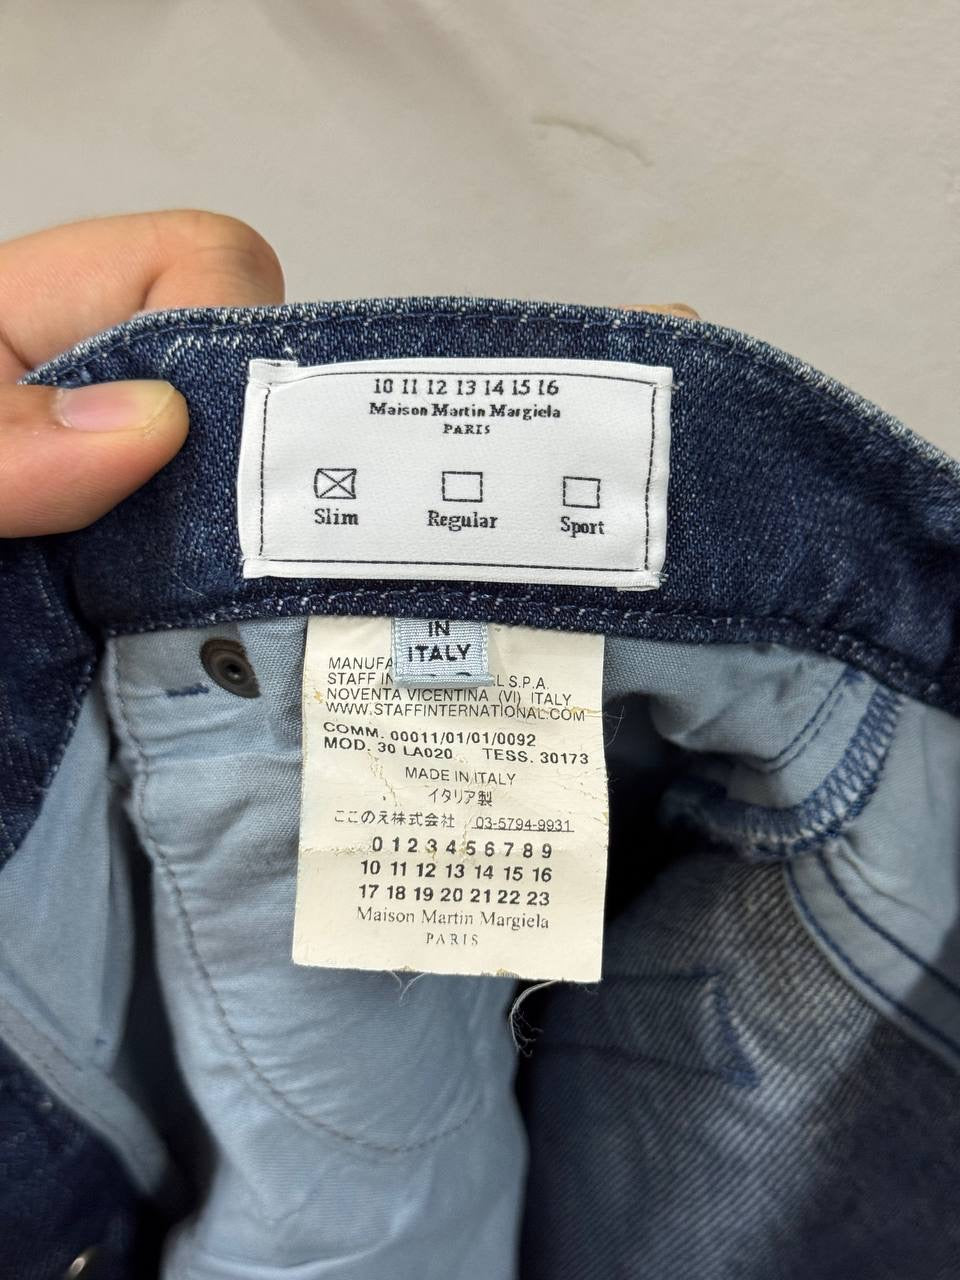 10 11 12 13 14 15 16
Maison Martin Margiela
PARIS
Slim Regular Sport
IN
ITALY
STAFF S.P.A.
NOVENTA VICENTINA (VI) ITALY
WWW.STAFFINTERNATIONAL.COM
COMM. 00011/01/01/0092
MOD. 30 LA020 TESS. 30173
MADE IN ITALY
イタリア製
ここのえ株式会社 03-5794-9931
0 1 2 3 4 5 6 7 8 9
10 11 12 13 14 15 16
17 18 19 20 21 22 23
Maison Martin Margiela
PARIS